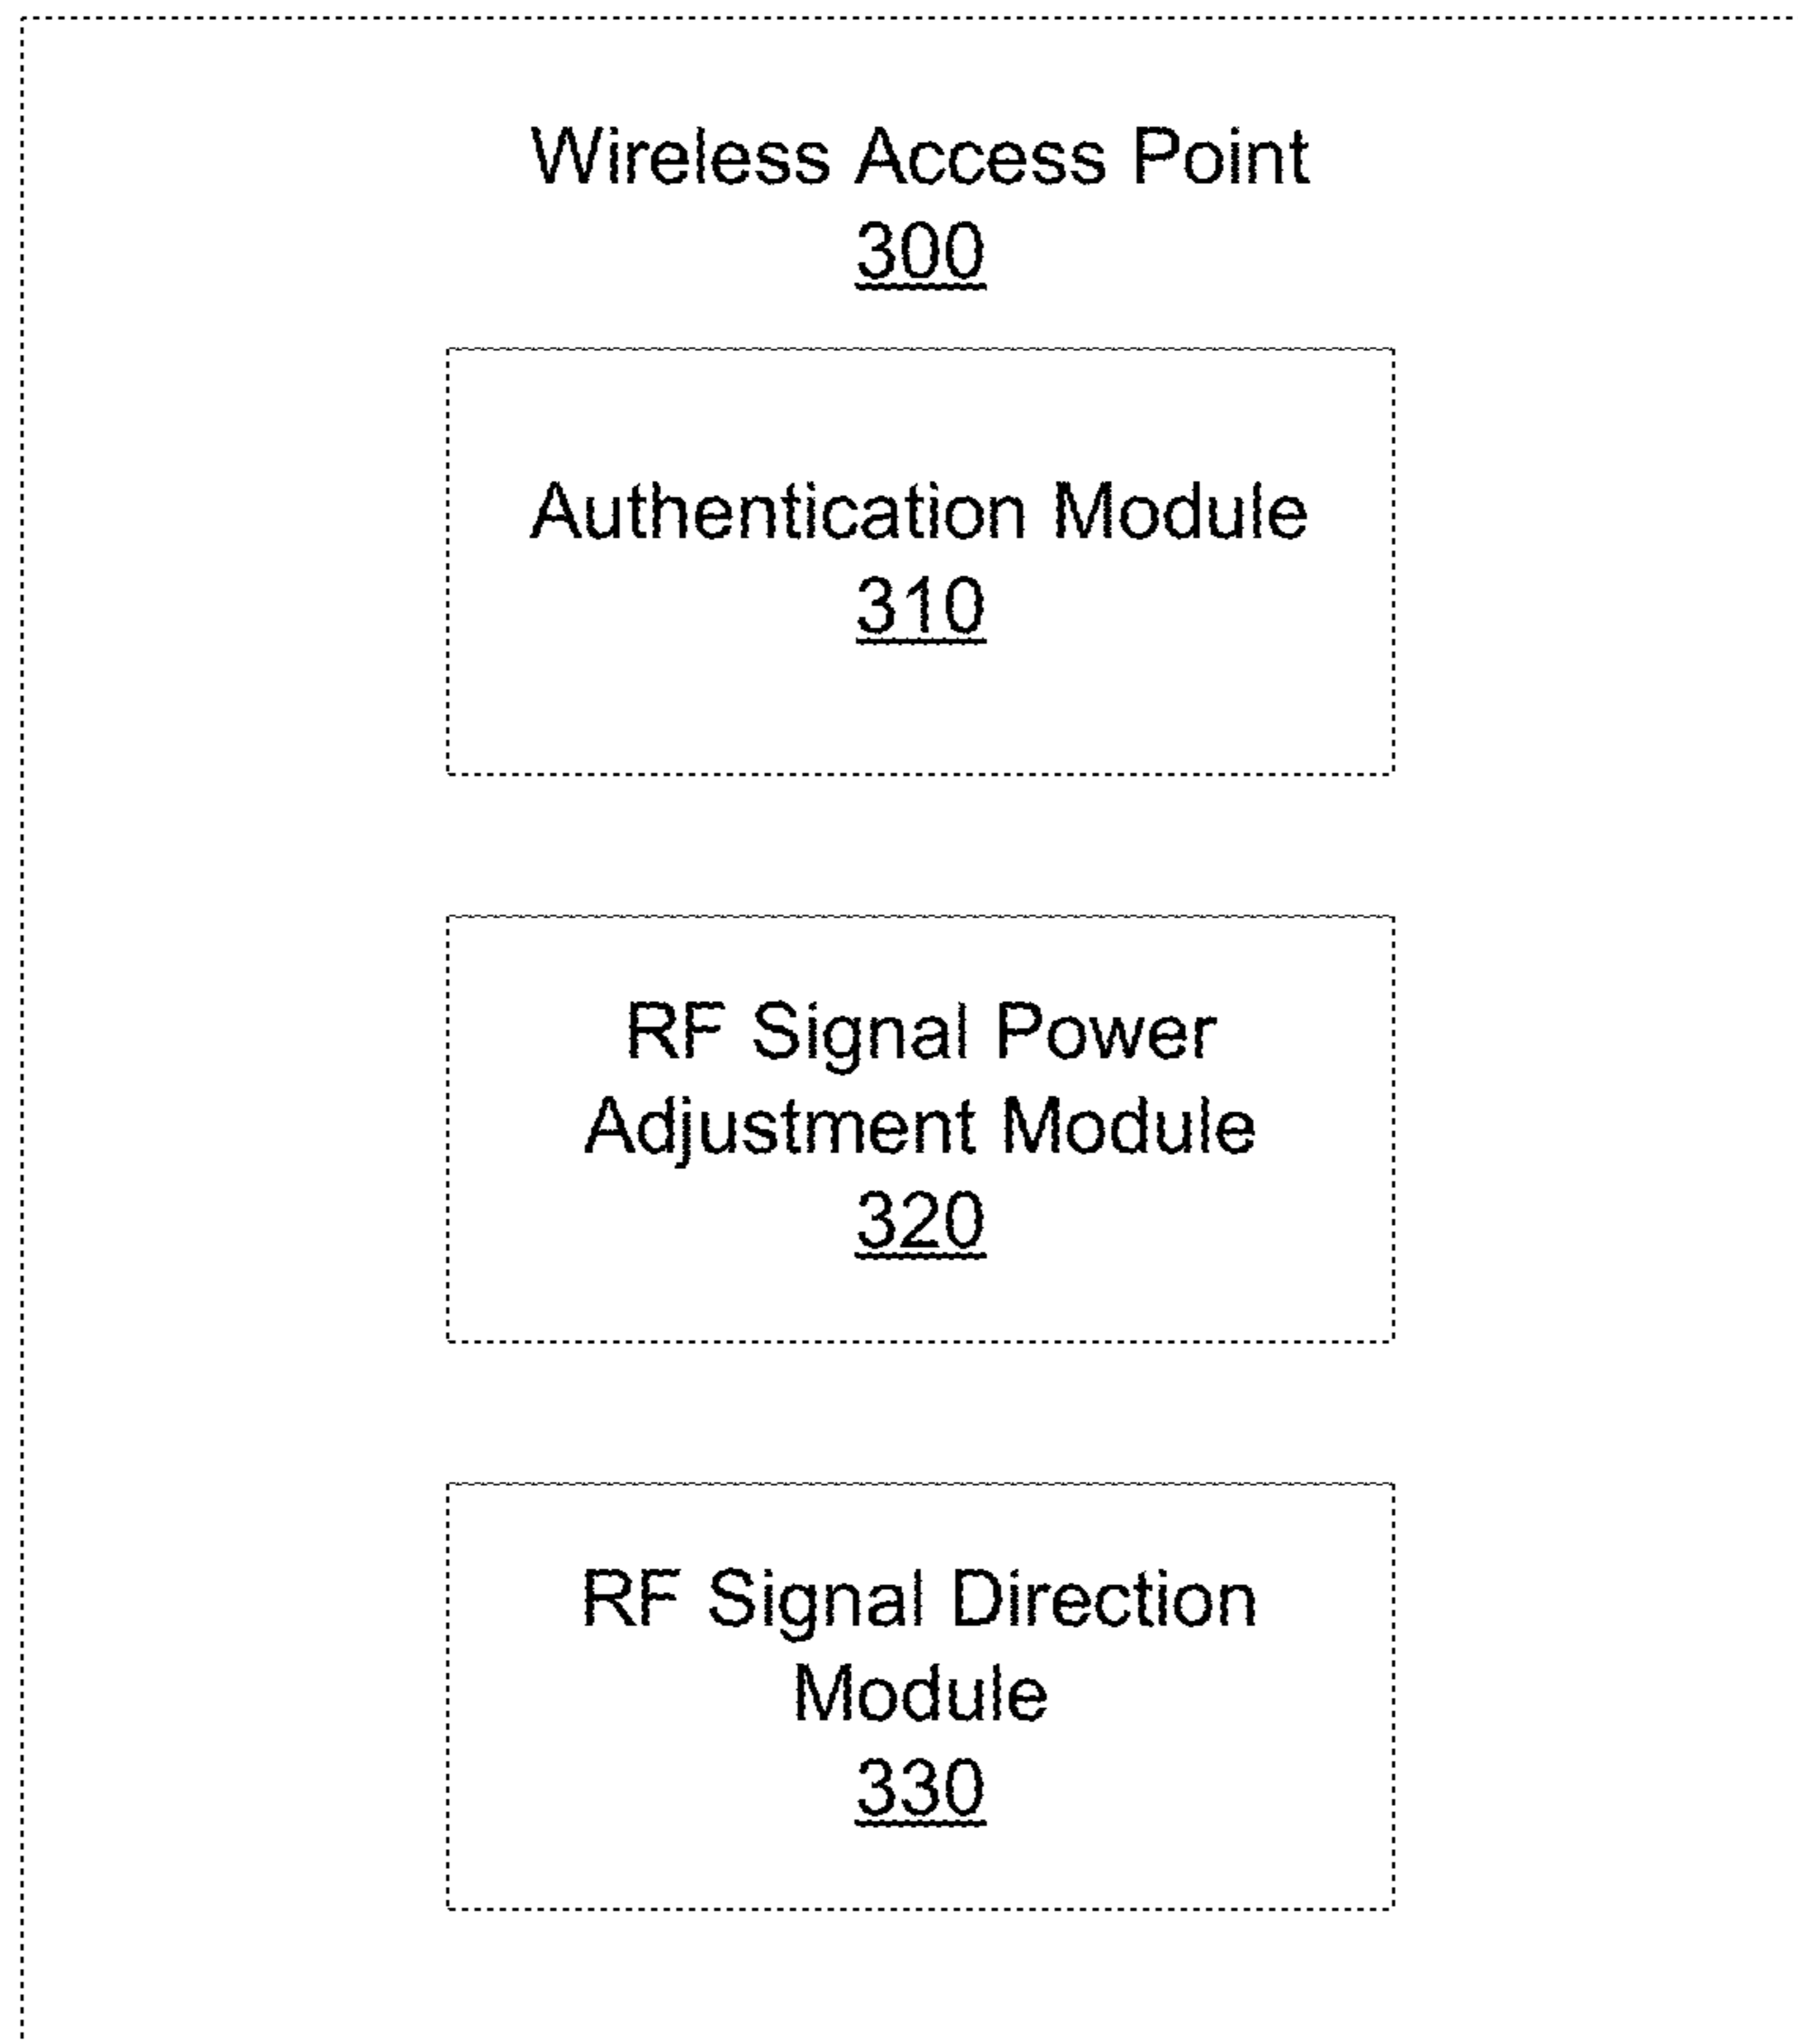 Wireless Access Point
300
Authentication Module
310
RF Signal Power
Adjustment Module
320
RF Signal Direction
Module
330